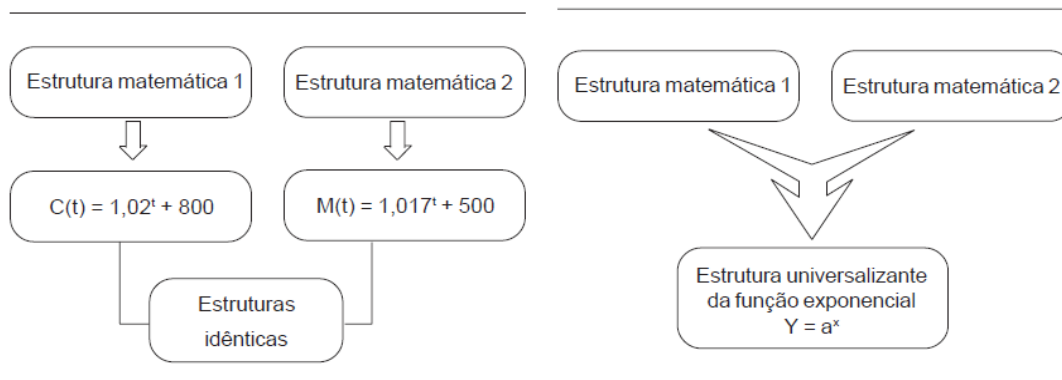 Estrutura matemática 1
Estrutura matemática 2
C(t) = 1,02ᵗ + 800
M(t) = 1,017ᵗ + 500
Estruturas
idênticas
Estrutura matemática 1
Estrutura matemática 2
Estrutura universalizante
da função exponencial
Y = aˣ